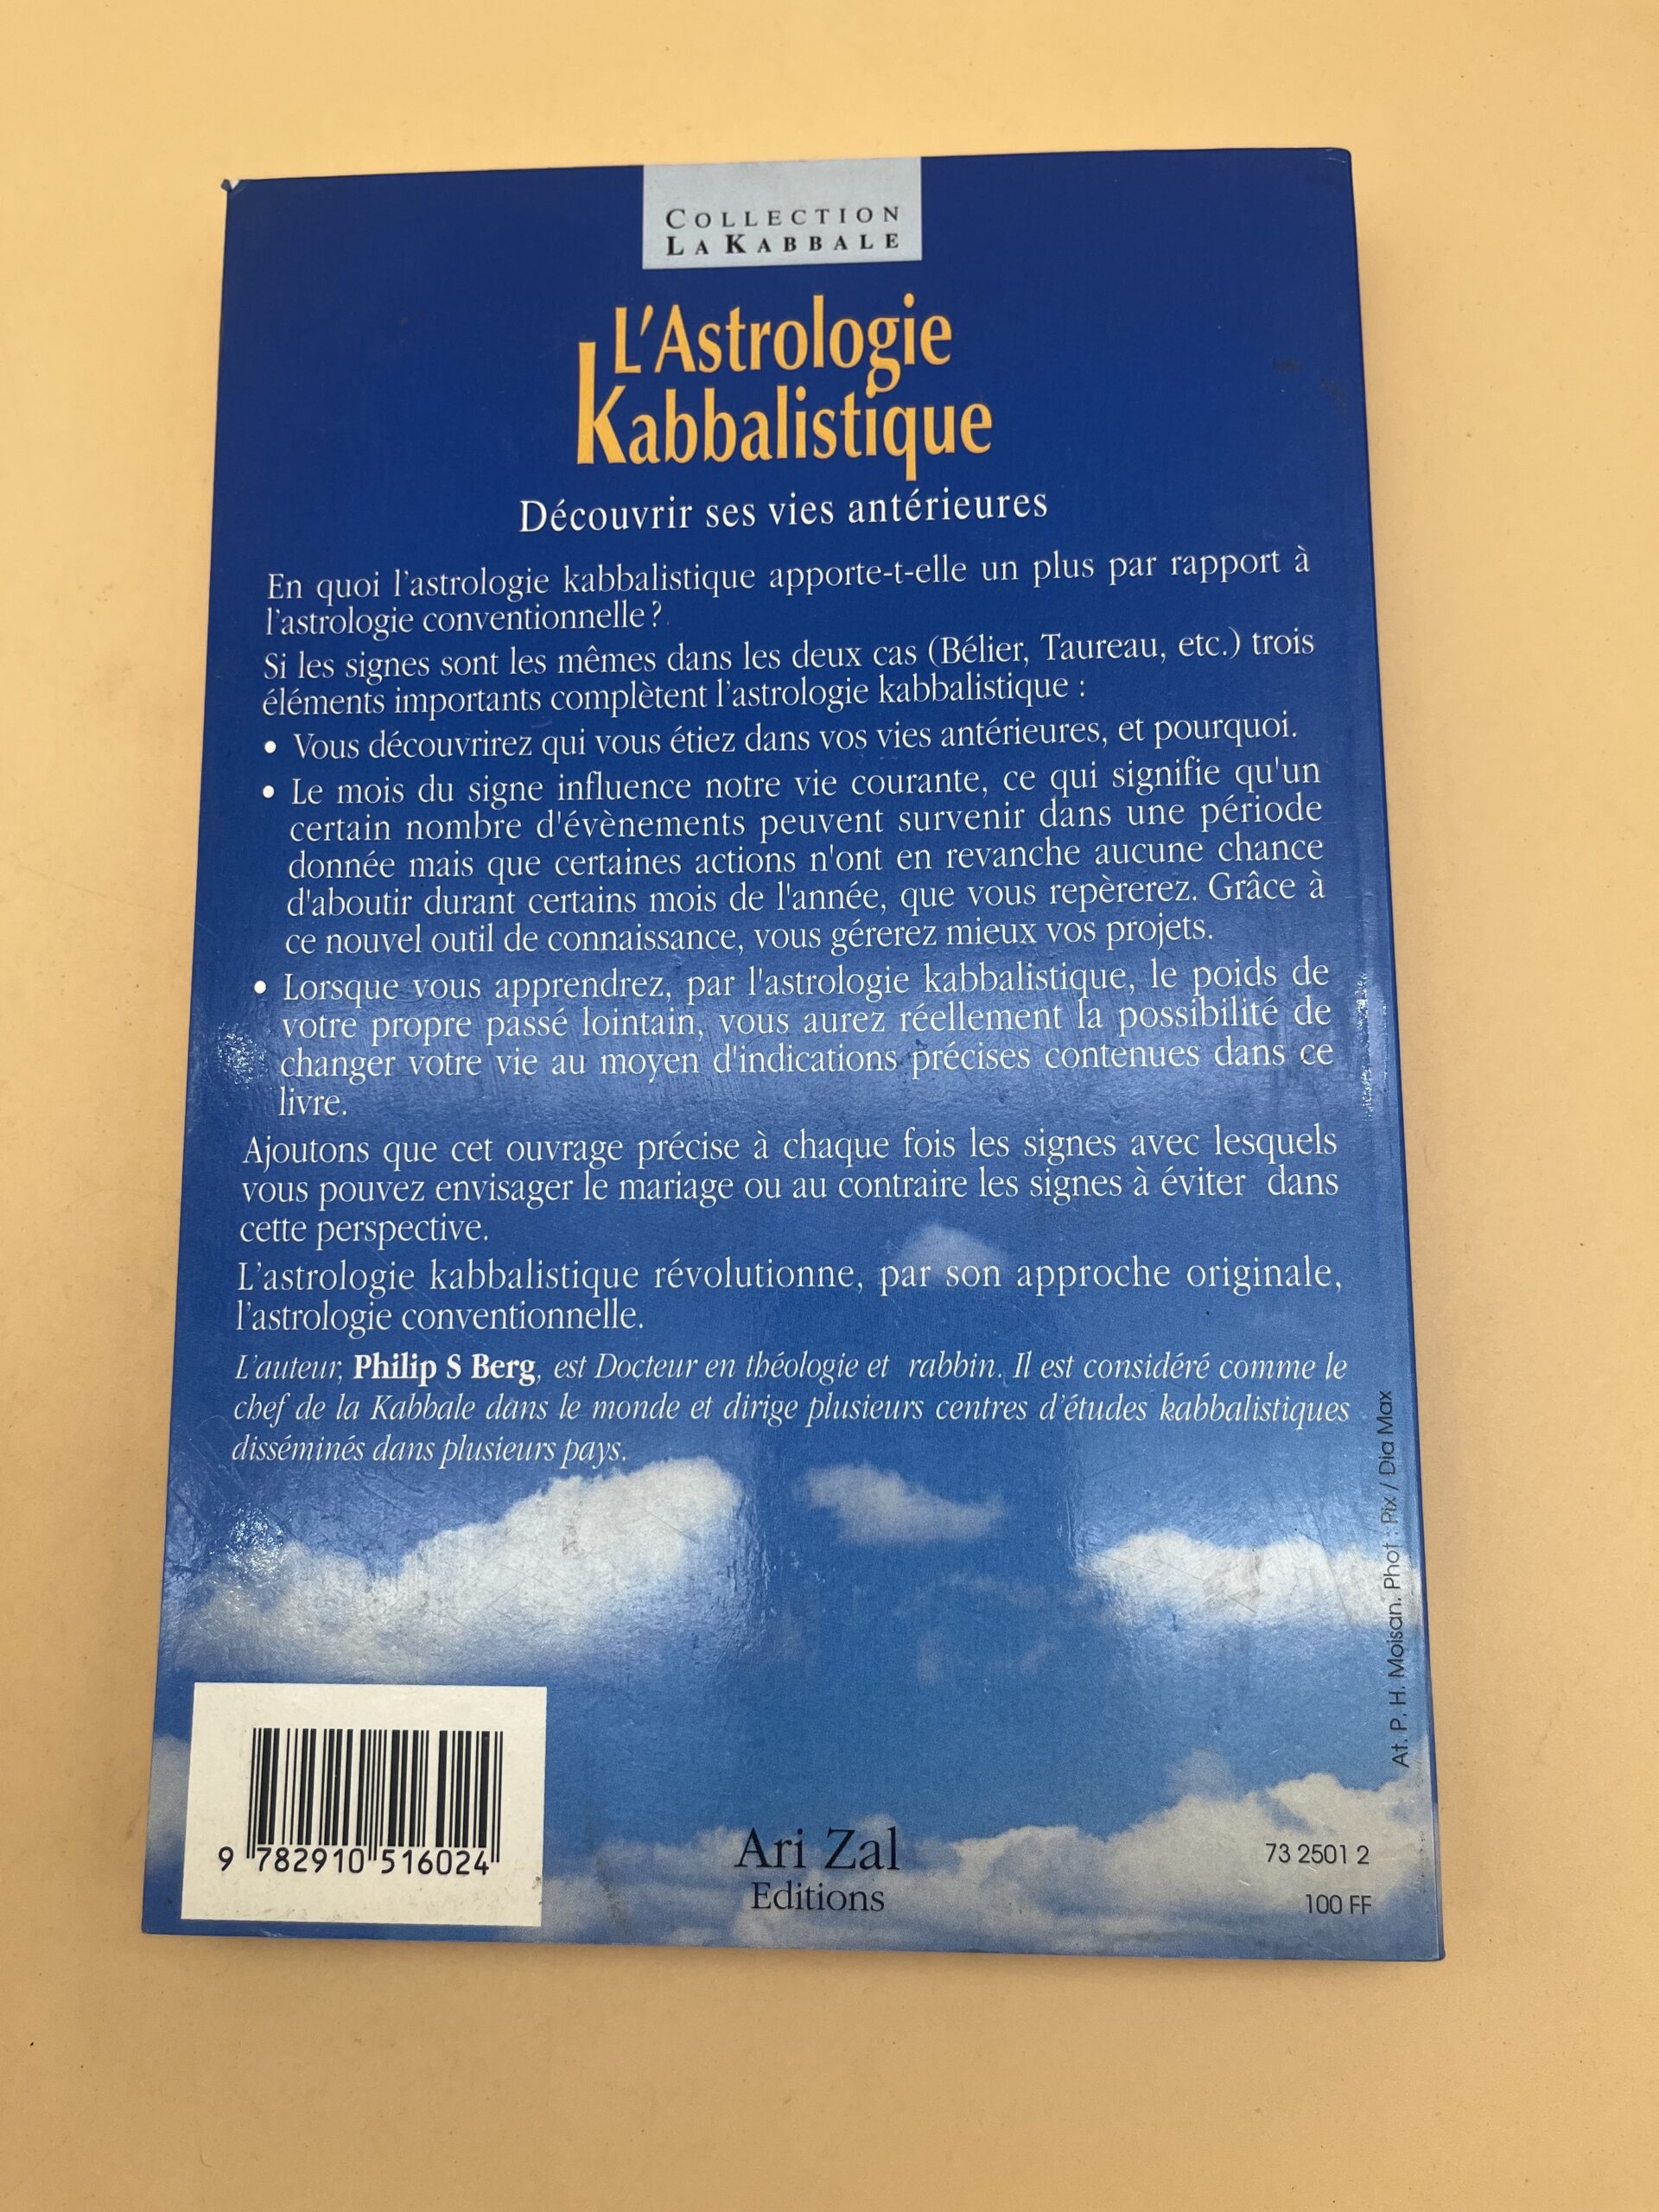 COLLECTION
LA KABBALE
L'Astrologie
Kabbalistique
Découvrir ses vies antérieures
En quoi l'astrologie kabbalistique apporte-t-elle un plus par rapport à
l'astrologie conventionnelle ?
Si les signes sont les mêmes dans les deux cas (Bélier, Taureau, etc.) trois
éléments importants complètent l'astrologie kabbalistique :
• Vous découvrirez qui vous étiez dans vos vies antérieures, et pourquoi.
• Le mois du signe influence notre vie courante, ce qui signifie qu'un
certain nombre d'évènements peuvent survenir dans une période
donnée mais que certaines actions n'ont en revanche aucune chance
d'aboutir durant certains mois de l'année, que vous repèrerez. Grâce à
ce nouvel outil de connaissance, vous gérerez mieux vos projets.
• Lorsque vous apprendrez, par l'astrologie kabbalistique, le poids de
votre propre passé lointain, vous aurez réellement la possibilité de
changer votre vie au moyen d'indications précises contenues dans ce
livre.
Ajoutons que cet ouvrage précise à chaque fois les signes avec lesquels
vous pouvez envisager le mariage ou au contraire les signes à éviter dans
cette perspective.
L'astrologie kabbalistique révolutionne, par son approche originale,
l'astrologie conventionnelle.
L'auteur, Philip S Berg, est Docteur en théologie et rabbin. Il est considéré comme le
chef de la Kabbale dans le monde et dirige plusieurs centres d'études kabbalistiques
disséminés dans plusieurs pays.
At. P. H. Moisan. Phot : Pix / Dia Max
9 782910 516024
Ari Zal
Editions
73 2501 2
100 FF